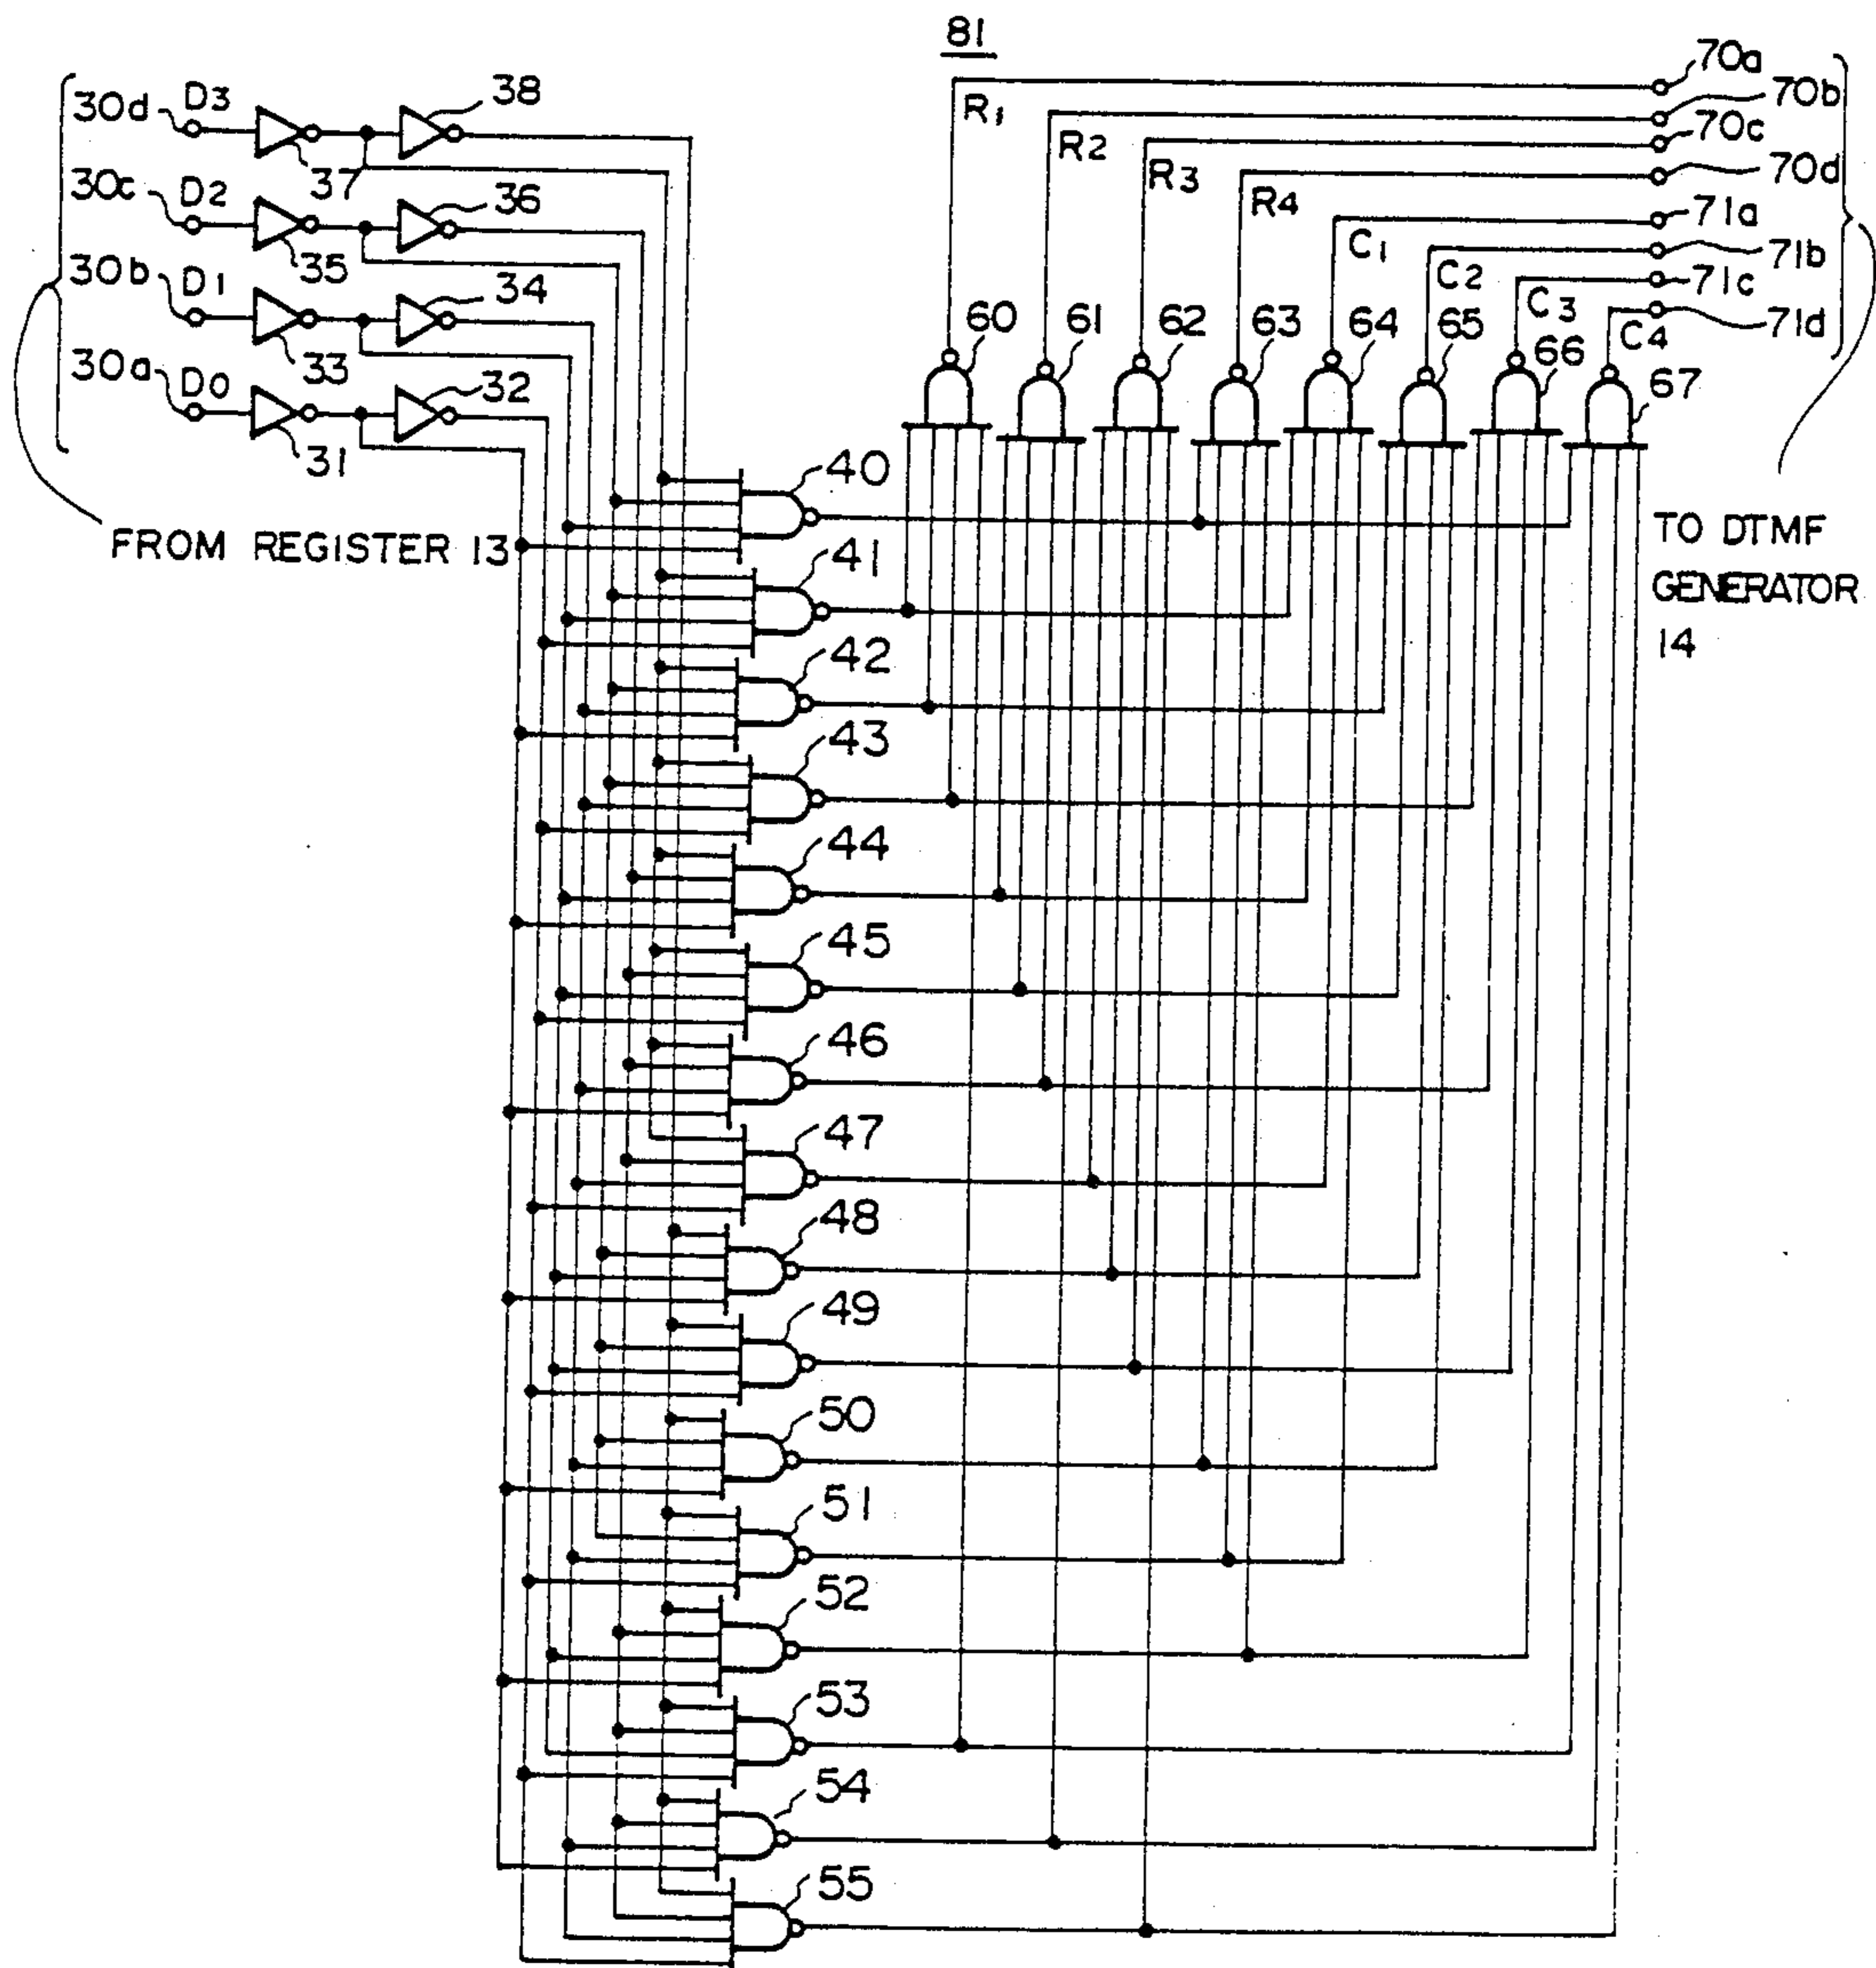 81
70a
70b
70c
70d
71a
71b
71c
71d
R1
R2
R3
R4
C1
C2
C3
C4
30d
D3
37
38
30c
D2
35
36
30b
D1
33
34
30a
D0
31
32
60
61
62
63
64
65
66
67
FROM REGISTER 13
TO DTMF
GENERATOR
14
40
41
42
43
44
45
46
47
48
49
50
51
52
53
54
55